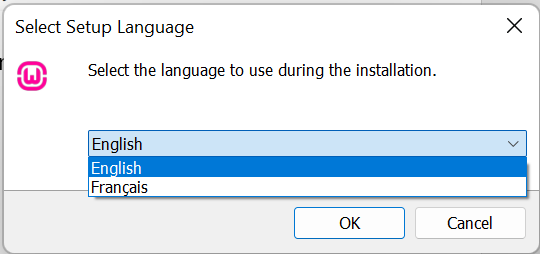 Select Setup Language
Select the language to use during the installation.
English
English
Français
OK
Cancel